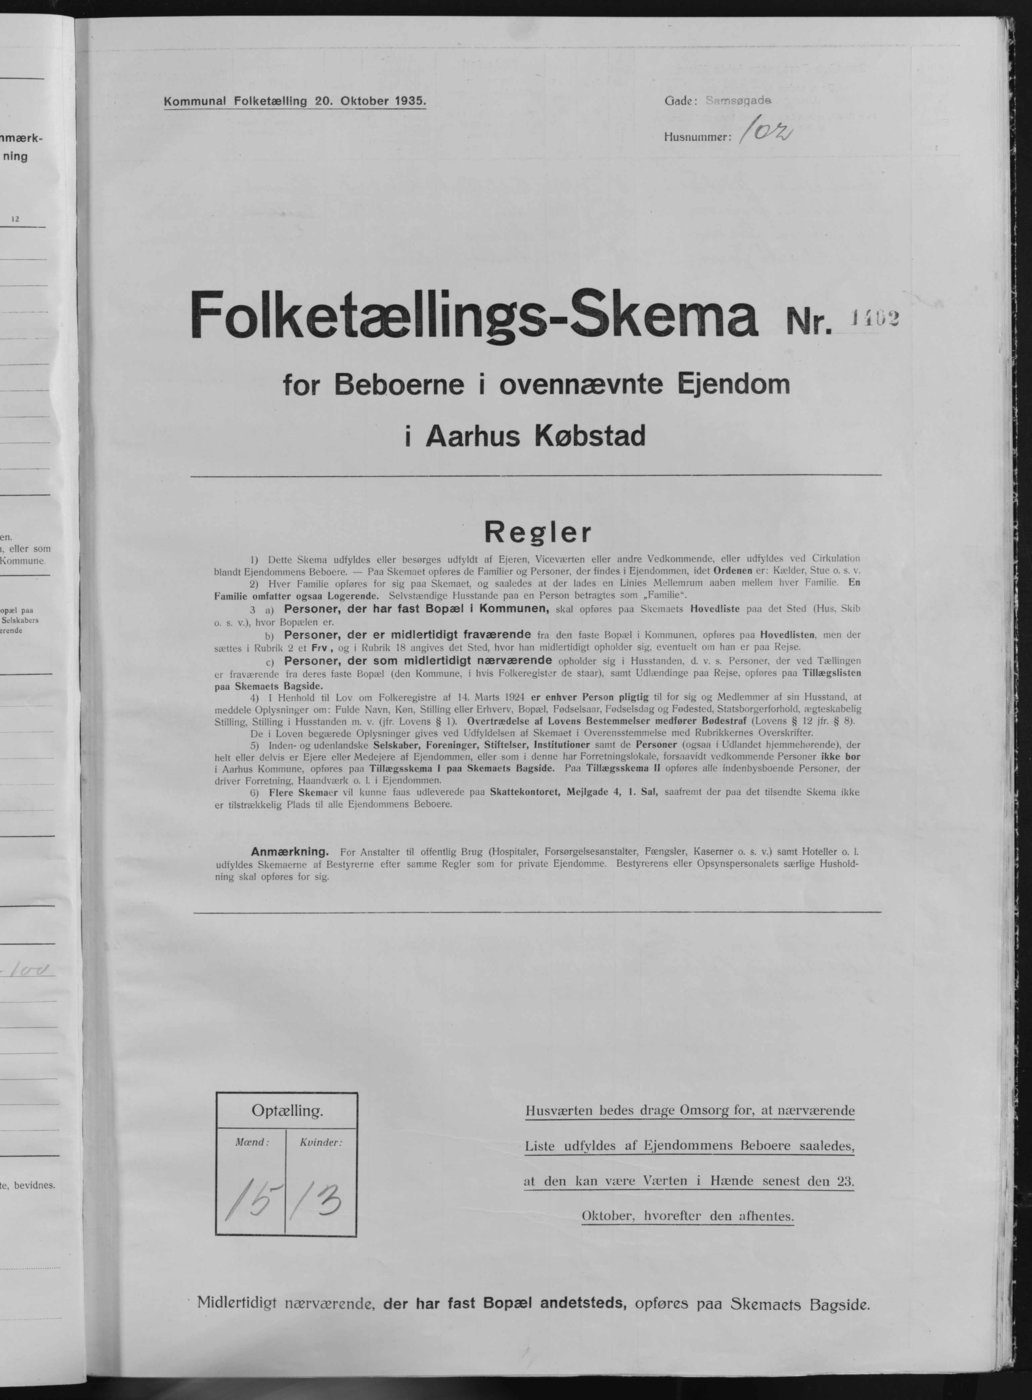 nmærk-
ning
12
en.
, eller som
Kommune.
opæl paa
Selskabers
erende
100
te, bevidnes.
Kommunal Folketælling 20. Oktober 1935.
Gade: Samsøgade
Husnummer: 102
Folketællings-Skema Nr. 1402
for Beboerne i ovennævnte Ejendom
i Aarhus Købstad
Regler
1) Dette Skema udfyldes eller besørges udfyldt af Ejeren, Viceværten eller andre Vedkommende, eller udfyldes ved Cirkulation
blandt Ejendommens Beboere. — Paa Skemaet opføres de Familier og Personer, der findes i Ejendommen, idet Ordenen er: Kælder, Stue o. s. v.
2) Hver Familie opføres for sig paa Skemaet, og saaledes at der lades en Linies Mellemrum aaben mellem hver Familie. En
Familie omfatter ogsaa Logerende. Selvstændige Husstande paa en Person betragtes som „Familie“.
3 a) Personer, der har fast Bopæl i Kommunen, skal opføres paa Skemaets Hovedliste paa det Sted (Hus, Skib
o. s. v.), hvor Bopælen er.
b) Personer, der er midlertidigt fraværende fra den faste Bopæl i Kommunen, opføres paa Hovedlisten, men der
sættes i Rubrik 2 et Frv., og i Rubrik 18 angives det Sted, hvor han midlertidigt opholder sig, eventuelt om han er paa Rejse.
c) Personer, der som midlertidigt nærværende opholder sig i Husstanden, d. v. s. Personer, der ved Tællingen
er fraværende fra deres faste Bopæl (den Kommune, i hvis Folkeregister de staar), samt Udlændinge paa Rejse, opføres paa Tillægslisten
paa Skemaets Bagside.
4) I Henhold til Lov om Folkeregistre af 14. Marts 1924 er enhver Person pligtig til for sig og Medlemmer af sin Husstand, at
meddele Oplysninger om: Fulde Navn, Køn, Stilling eller Erhverv, Bopæl, Fødselsaar, Fødselsdag og Fødested, Statsborgerforhold, ægteskabelig
Stilling, Stilling i Husstanden m. v. (jfr. Lovens § 1). Overtrædelse af Lovens Bestemmelser medfører Bødestraf (Lovens § 12 jfr. § 8).
De i Loven begærede Oplysninger gives ved Udfyldelsen af Skemaet i Overensstemmelse med Rubrikkernes Overskrifter.
5) Inden- og udenlandske Selskaber, Foreninger, Stiftelser, Institutioner samt de Personer (ogsaa i Udlandet hjemmehørende), der
helt eller delvis er Ejere eller Medejere af Ejendommen, eller som i denne har Forretningslokale, forsaavidt vedkommende Personer ikke bor
i Aarhus Kommune, opføres paa Tillægsskema I paa Skemaets Bagside. Paa Tillægsskema II opføres alle indenbysboende Personer, der
driver Forretning, Haandværk o. l. i Ejendommen.
6) Flere Skemaer vil kunne faas udleverede paa Skattekontoret, Mejlgade 4, 1. Sal, saafremt der paa det tilsendte Skema ikke
er tilstrækkelig Plads til alle Ejendommens Beboere.
Anmærkning. For Anstalter til offentlig Brug (Hospitaler, Forsørgelsesanstalter, Fængsler, Kaserner o. s. v.) samt Hoteller o. l.
udfyldes Skemaerne af Bestyrerne efter samme Regler som for private Ejendomme. Bestyrerens eller Opsynspersonalets særlige Hushold-
ning skal opføres for sig.
Optælling.
Mænd: Kvinder:
15 13
Husværten bedes drage Omsorg for, at nærværende
Liste udfyldes af Ejendommens Beboere saaledes,
at den kan være Værten i Hænde senest den 23.
Oktober, hvorefter den afhentes.
Midlertidigt nærværende, der har fast Bopæl andetsteds, opføres paa Skemaets Bagside.